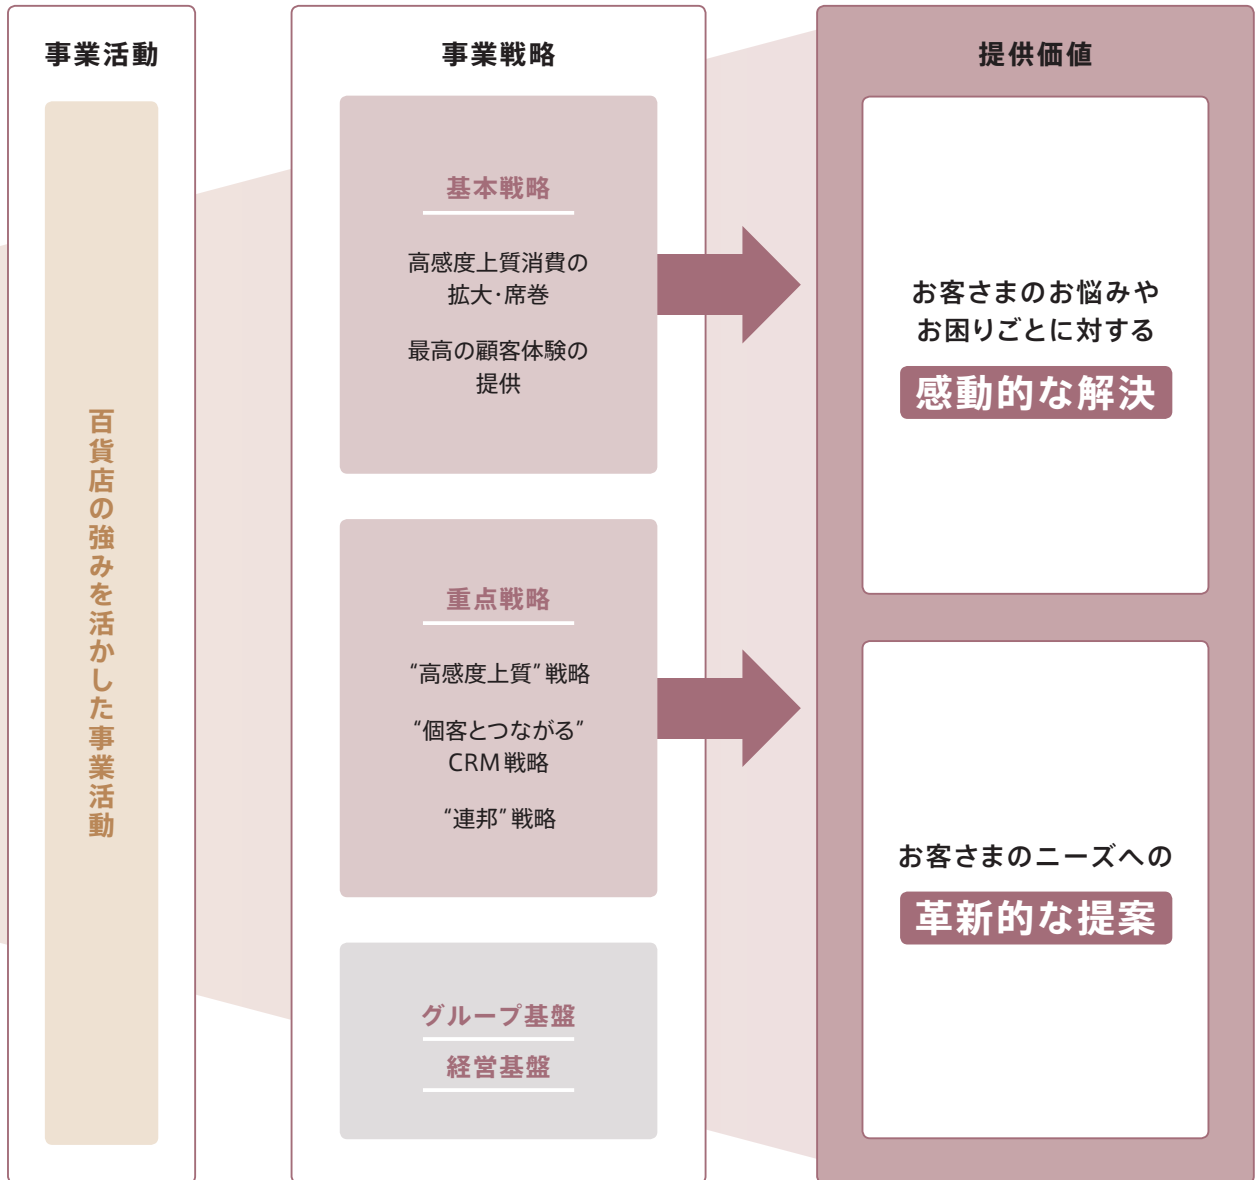 事業活動
百貨店の強みを活かした事業活動
事業戦略
基本戦略
高感度上質消費の
拡大・席巻
最高の顧客体験の
提供
重点戦略
“高感度上質”戦略
“個客とつながる”
CRM戦略
“連邦”戦略
グループ基盤
経営基盤
提供価値
お客さまのお悩みや
お困りごとに対する
感動的な解決
お客さまのニーズへの
革新的な提案